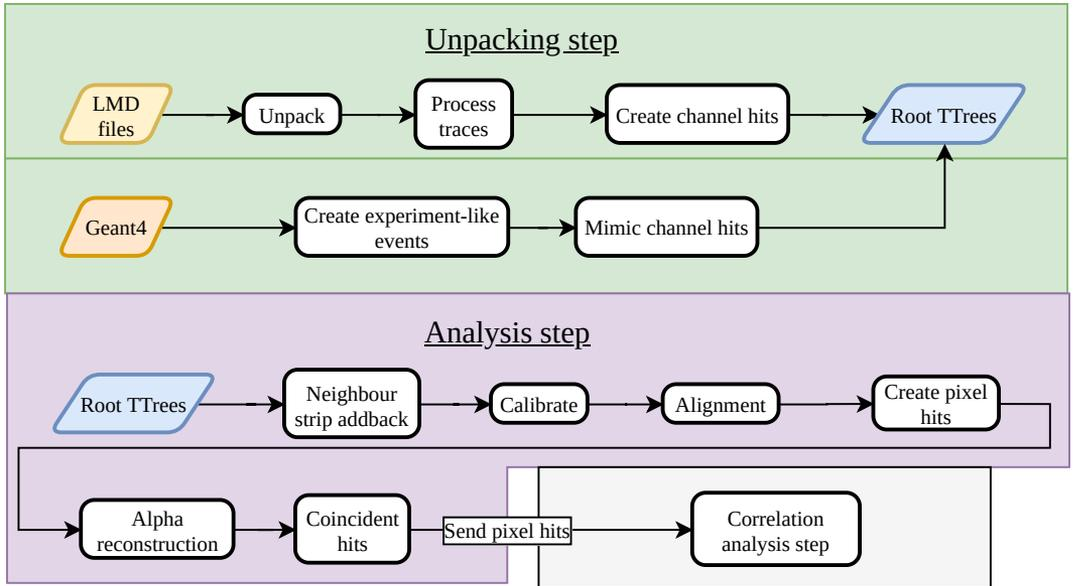 Unpacking step
LMD
files
Unpack
Process
traces
Create channel hits
Root TTrees
Geant4
Create experiment-like
events
Mimic channel hits
Analysis step
Root TTrees
Neighbour
strip addback
Calibrate
Alignment
Create pixel
hits
Alpha
reconstruction
Coincident
hits
Send pixel hits
Correlation
analysis step